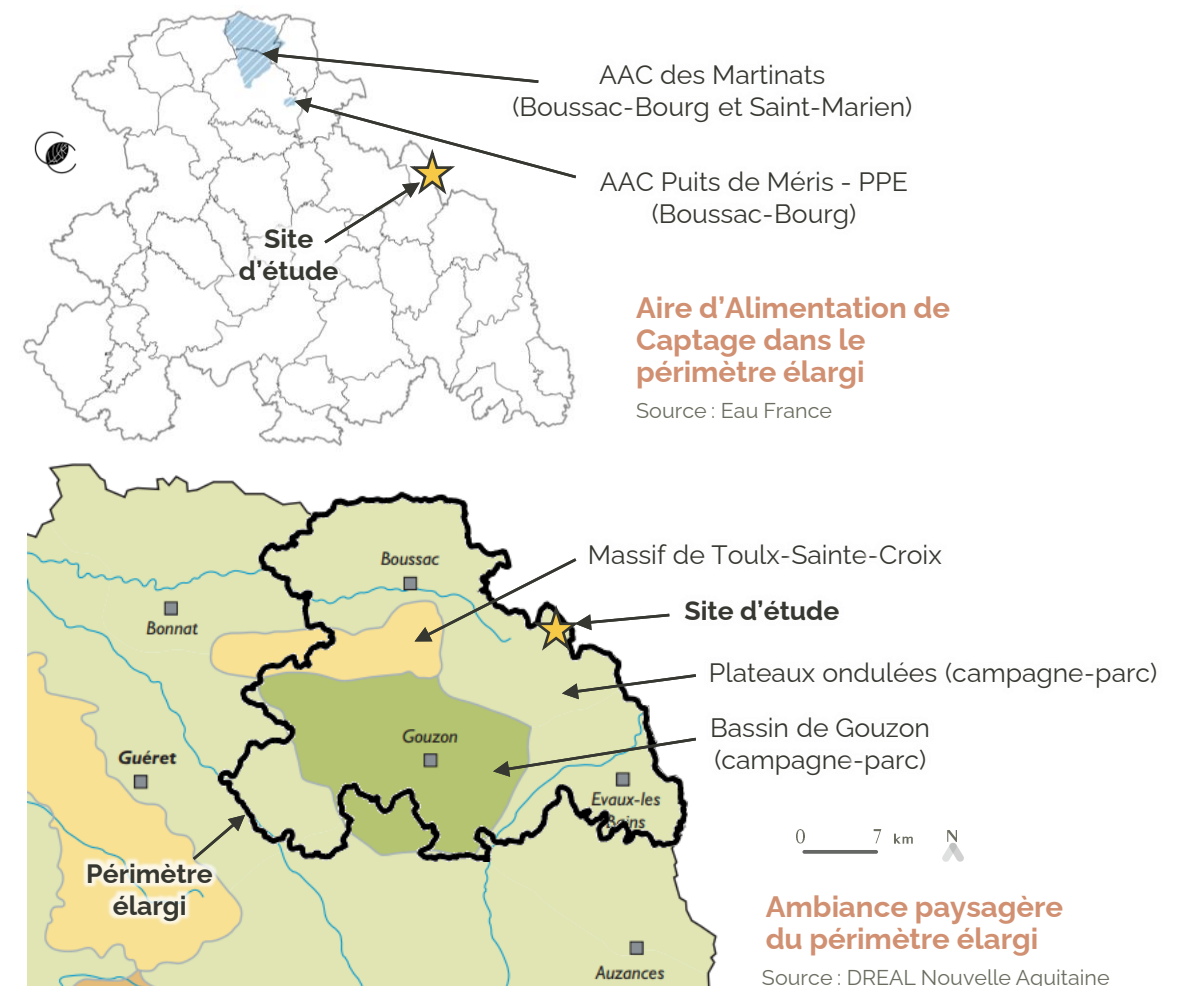 AAC des Martinats
(Boussac-Bourg et Saint-Marien)
AAC Puits de Méris - PPE
(Boussac-Bourg)
Site
d’étude
Aire d’Alimentation de
Captage dans le
périmètre élargi
Source : Eau France
Boussac
Massif de Toulx-Sainte-Croix
Bonnat
Site d’étude
Plateaux ondulées (campagne-parc)
Gouzon
Bassin de Gouzon
(campagne-parc)
Guéret
Evaux-les
Bains
0 7 km N
Périmètre
élargi
Ambiance paysagère
du périmètre élargi
Auzances
Source : DREAL Nouvelle Aquitaine